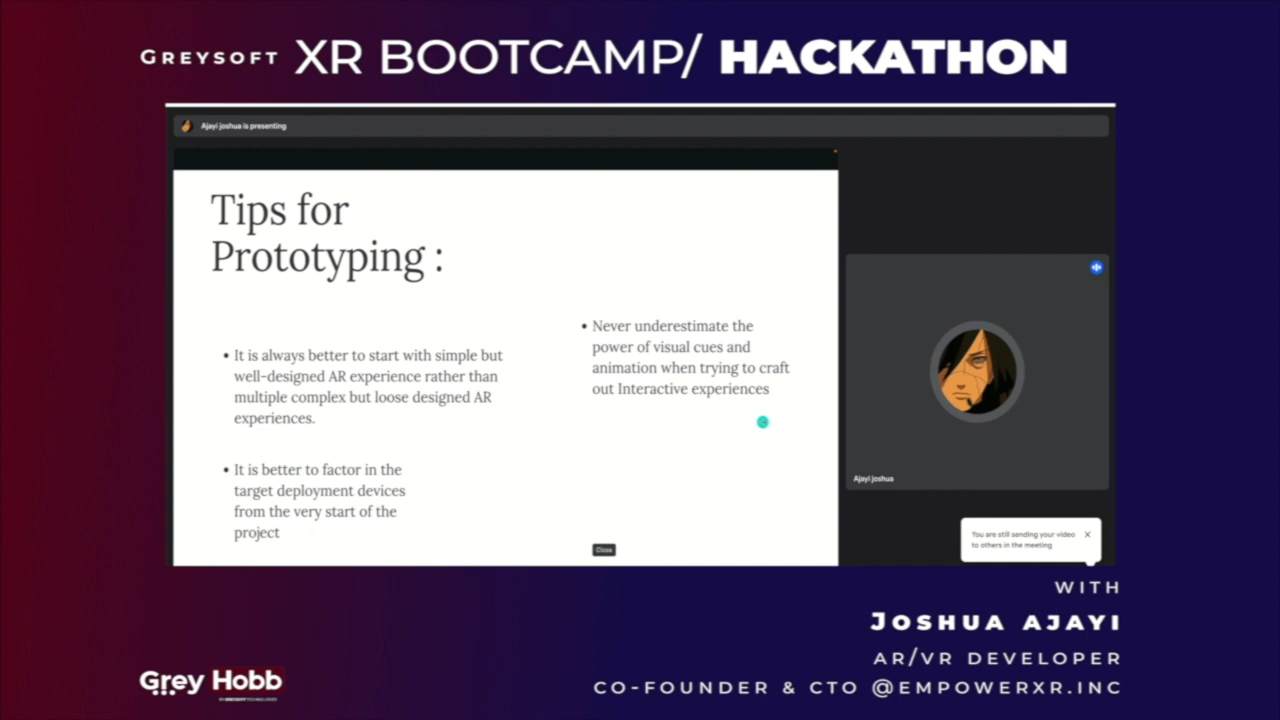 GREYSOFT XR BOOTCAMP/ HACKATHON
Ajayi joshua is presenting
Tips for
Prototyping :
• It is always better to start with simple but
well-designed AR experience rather than
multiple complex but loose designed AR
experiences.
• It is better to factor in the
target deployment devices
from the very start of the
project
• Never underestimate the
power of visual cues and
animation when trying to craft
out Interactive experiences
Close
Ajayi joshua
You are still sending your video
to others in the meeting
WITH
JOSHUA AJAYI
AR/VR DEVELOPER
CO-FOUNDER & CTO @EMPOWERXR.INC
Grey Hobb
BY GREYSOFT TECHNOLOGIES